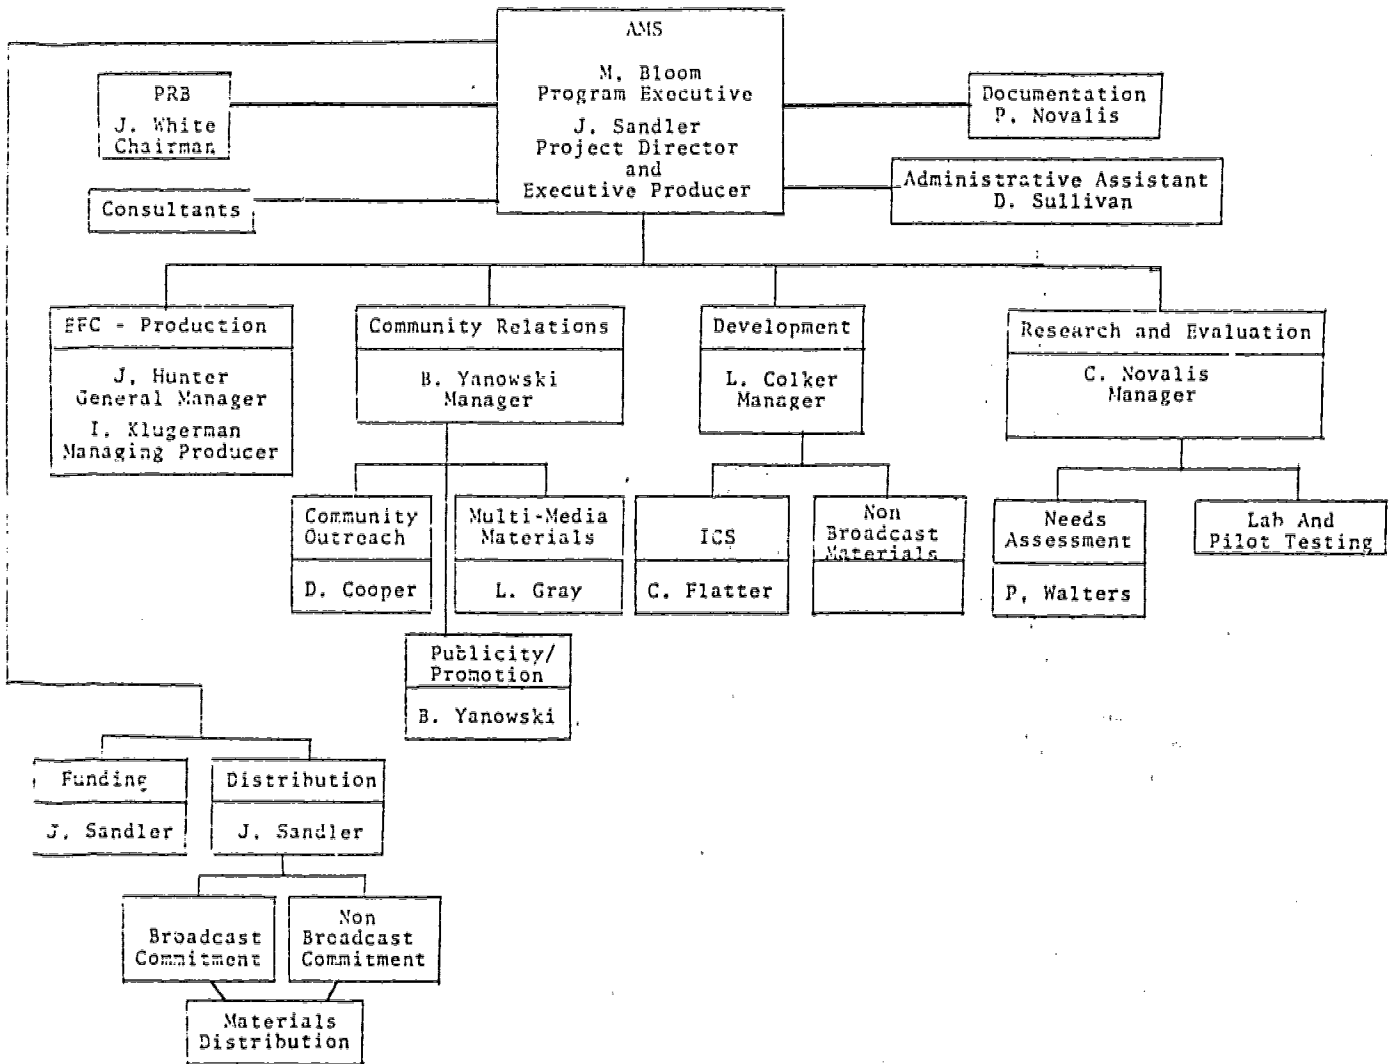 AMS
M. Bloom
Program Executive
J. Sandler
Project Director
and
Executive Producer
PRB
J. White
Chairman
Consultants
Documentation
P. Novalis
Administrative Assistant
D. Sullivan
EFC - Production
J. Hunter
General Manager
I. Klugerman
Managing Producer
Community Relations
B. Yanowski
Manager
Development
L. Colker
Manager
Research and Evaluation
C. Novalis
Manager
Community
Outreach
D. Cooper
Multi-Media
Materials
L. Gray
ICS
C. Flatter
Non
Broadcast
Materials
Needs
Assessment
P. Walters
Lab And
Pilot Testing
Publicity/
Promotion
B. Yanowski
Funding
J. Sandler
Distribution
J. Sandler
Broadcast
Commitment
Non
Broadcast
Commitment
Materials
Distribution